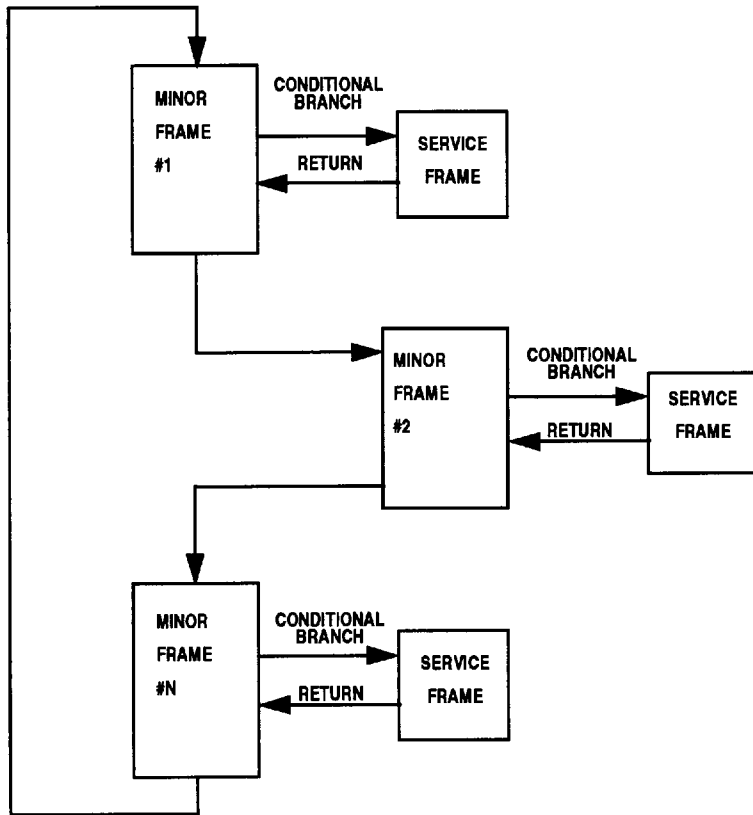 MINOR
FRAME
#1
CONDITIONAL
BRANCH
RETURN
SERVICE
FRAME
MINOR
FRAME
#2
CONDITIONAL
BRANCH
RETURN
SERVICE
FRAME
MINOR
FRAME
#N
CONDITIONAL
BRANCH
RETURN
SERVICE
FRAME